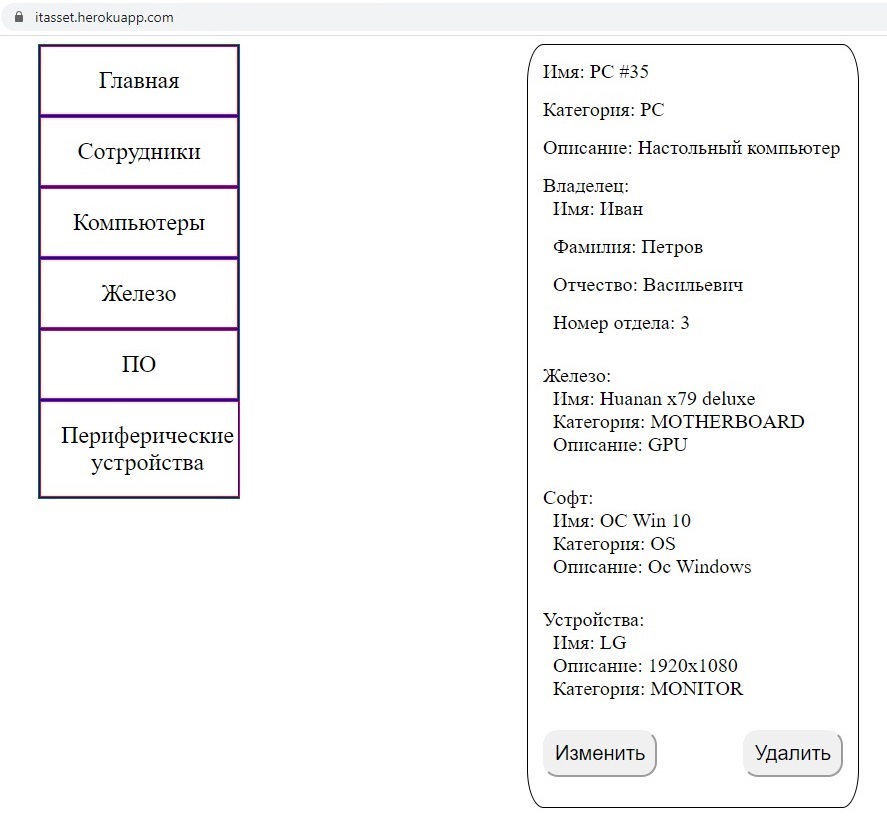 itasset.herokuapp.com
Главная
Сотрудники
Компьютеры
Железо
ПО
Периферические
устройства
Имя: PC #35
Категория: PC
Описание: Настольный компьютер
Владелец:
Имя: Иван
Фамилия: Петров
Отчество: Васильевич
Номер отдела: 3
Железо:
Имя: Huanan x79 deluxe
Категория: MOTHERBOARD
Описание: GPU
Софт:
Имя: ОС Win 10
Категория: OS
Описание: Ос Windows
Устройства:
Имя: LG
Описание: 1920x1080
Категория: MONITOR
Изменить
Удалить